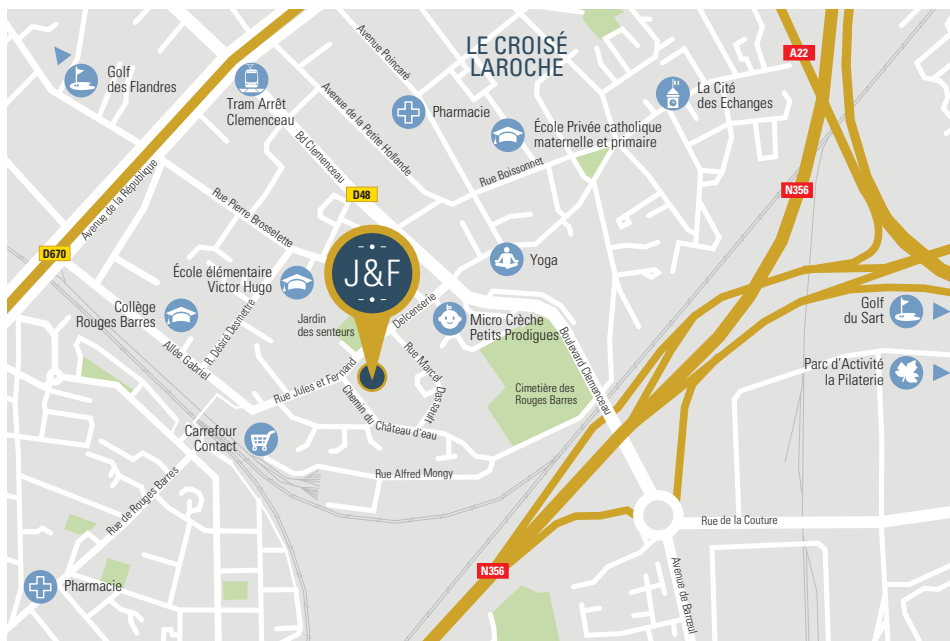 LE CROISÉ
LAROCHE
Avenue Poincaré
A22
Golf
des Flandres
Tram Arrêt
Clemenceau
Avenue de la Petite Hollande
Pharmacie
La Cité
des Echanges
École Privée catholique
maternelle et primaire
Bd Clemenceau
Rue Boissonnet
Avenue de la République
D48
N356
Rue Pierre Brosselette
D670
J&F
Yoga
École élémentaire
Victor Hugo
Collège
Rouges Barres
R. Désiré Desmettre
Jardin
des senteurs
Delcenserie
Micro Crèche
Petits Prodigues
Golf
du Sart
Allée Gabriel
Rue Marcel
Dassault
Boulevard Clemenceau
Parc d'Activité
la Pilaterie
Rue Jules et Fernand
Cimetière des
Rouges Barres
Chemin du Château d'eau
Carrefour
Contact
Rue Alfred Mongy
Rue de Rouges Barres
Rue de la Couture
N356
Pharmacie
Avenue de Barœul